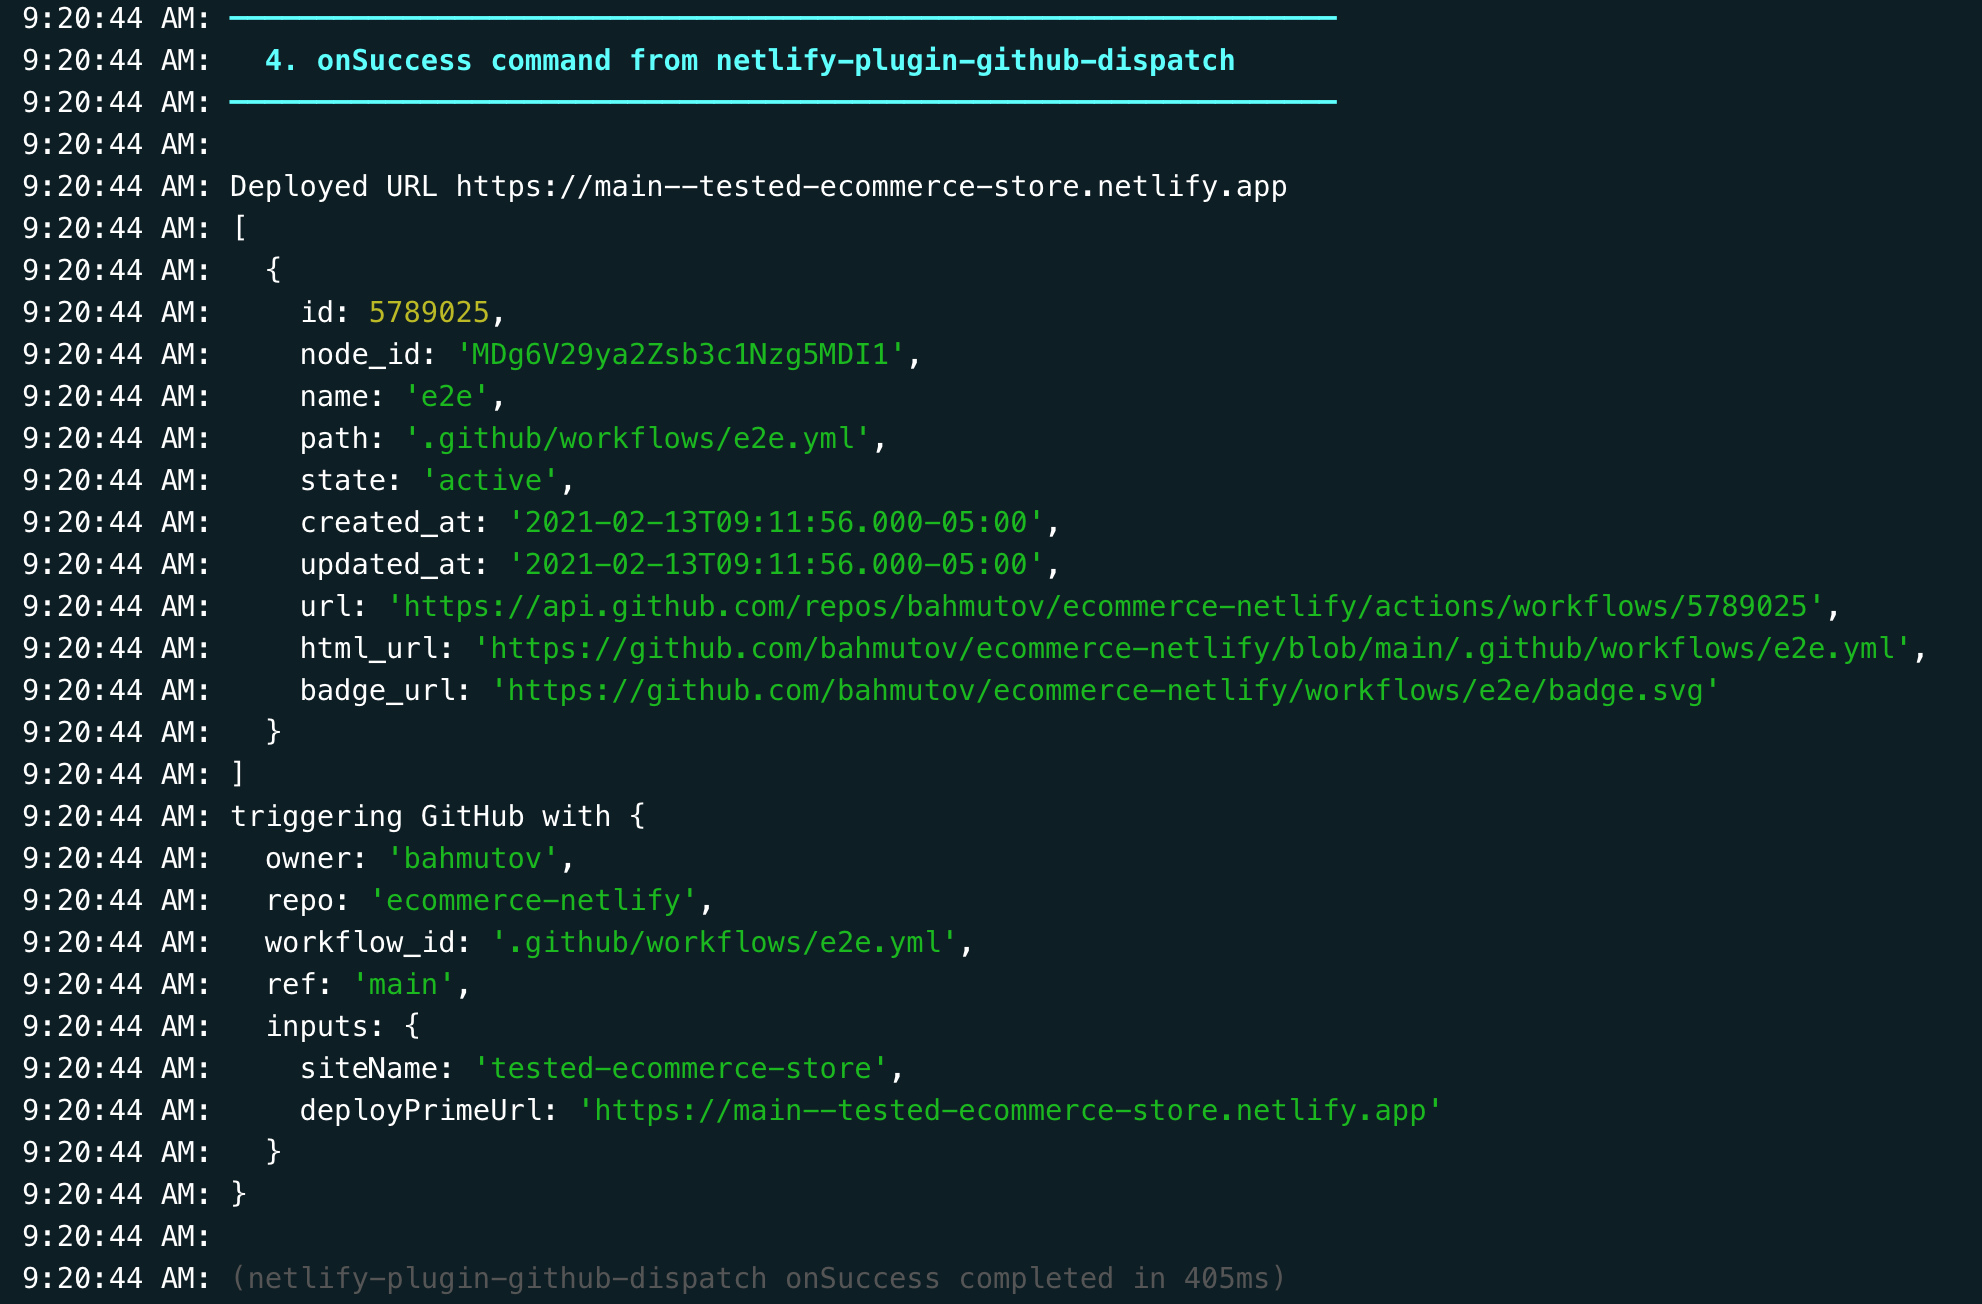 9:20:44 AM: ────────────────────────────────────────────────────────────────
9:20:44 AM:   4. onSuccess command from netlify-plugin-github-dispatch
9:20:44 AM: ────────────────────────────────────────────────────────────────
9:20:44 AM:
9:20:44 AM: Deployed URL https://main--tested-ecommerce-store.netlify.app
9:20:44 AM: [
9:20:44 AM:   {
9:20:44 AM:     id: 5789025,
9:20:44 AM:     node_id: 'MDg6V29ya2Zsb3c1Nzg5MDI1',
9:20:44 AM:     name: 'e2e',
9:20:44 AM:     path: '.github/workflows/e2e.yml',
9:20:44 AM:     state: 'active',
9:20:44 AM:     created_at: '2021-02-13T09:11:56.000-05:00',
9:20:44 AM:     updated_at: '2021-02-13T09:11:56.000-05:00',
9:20:44 AM:     url: 'https://api.github.com/repos/bahmutov/ecommerce-netlify/actions/workflows/5789025',
9:20:44 AM:     html_url: 'https://github.com/bahmutov/ecommerce-netlify/blob/main/.github/workflows/e2e.yml',
9:20:44 AM:     badge_url: 'https://github.com/bahmutov/ecommerce-netlify/workflows/e2e/badge.svg'
9:20:44 AM:   }
9:20:44 AM: ]
9:20:44 AM: triggering GitHub with {
9:20:44 AM:   owner: 'bahmutov',
9:20:44 AM:   repo: 'ecommerce-netlify',
9:20:44 AM:   workflow_id: '.github/workflows/e2e.yml',
9:20:44 AM:   ref: 'main',
9:20:44 AM:   inputs: {
9:20:44 AM:     siteName: 'tested-ecommerce-store',
9:20:44 AM:     deployPrimeUrl: 'https://main--tested-ecommerce-store.netlify.app'
9:20:44 AM:   }
9:20:44 AM: }
9:20:44 AM:
9:20:44 AM: (netlify-plugin-github-dispatch onSuccess completed in 405ms)